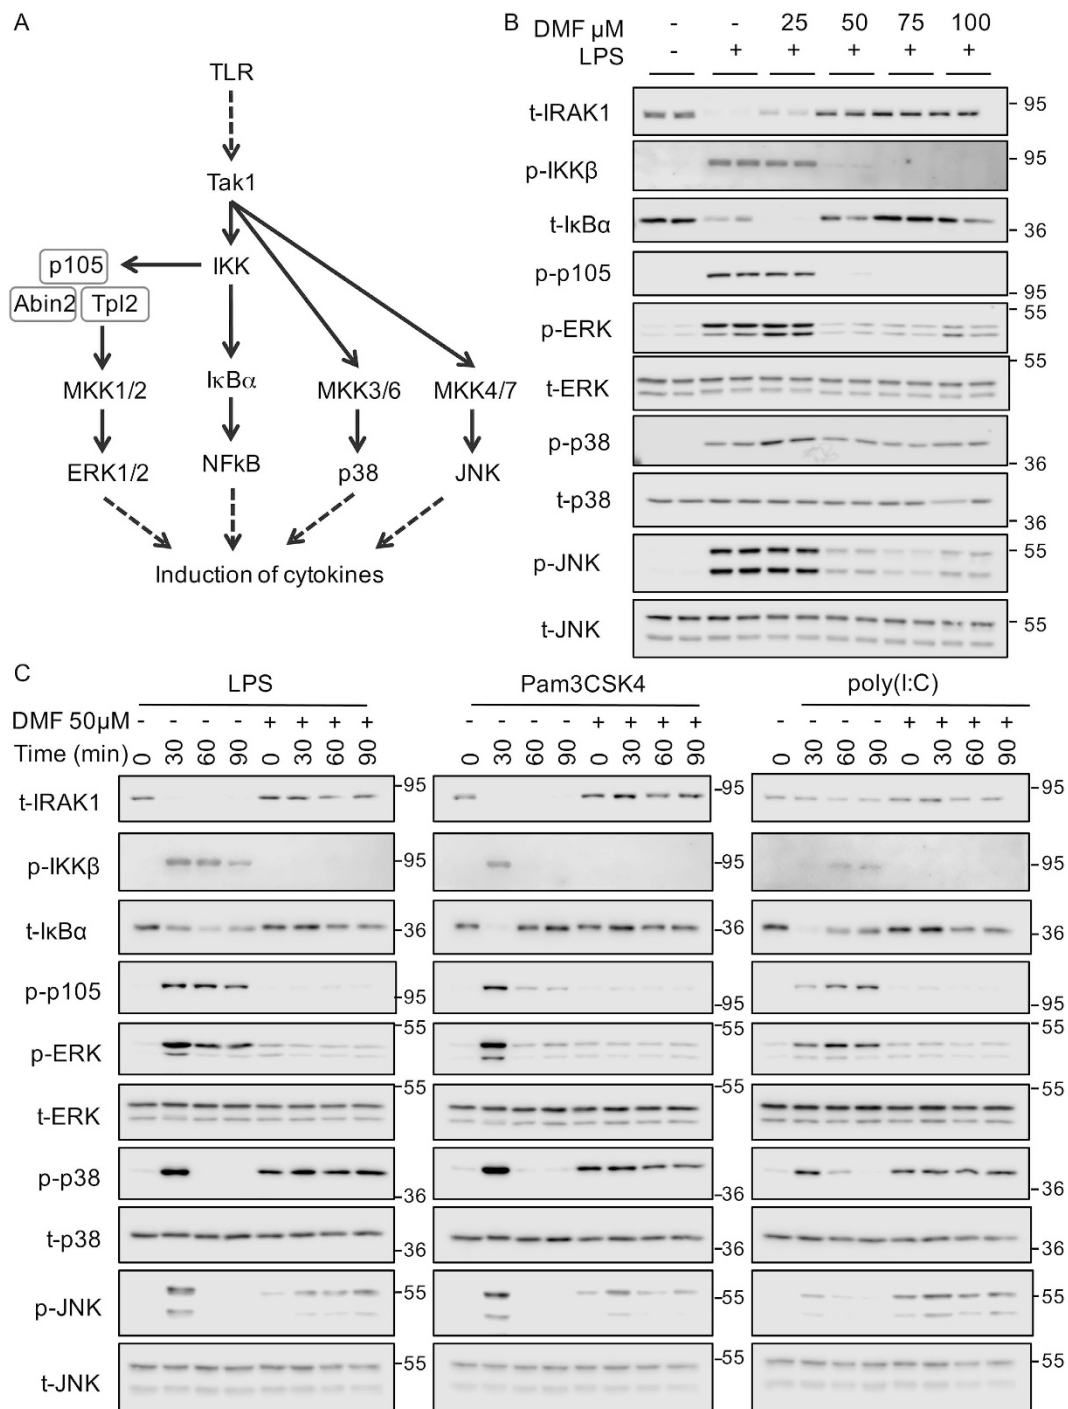 A
TLR
Tak1
p105
IKK
Abin2
Tpl2
MKK1/2
IκBα
MKK3/6
MKK4/7
ERK1/2
NFkB
p38
JNK
Induction of cytokines
B
DMF µM - - 25 50 75 100
LPS - + + + + +
t-IRAK1 - 95
p-IKKβ - 95
t-IκBα - 36
p-p105 - 95
p-ERK - 55
t-ERK - 55
p-p38 - 36
t-p38 - 36
p-JNK - 55
t-JNK - 55
C
LPS Pam3CSK4 poly(I:C)
DMF 50µM - - - - + + + + - - - - + + + + - - - - + + + +
Time (min) 0 30 60 90 0 30 60 90 0 30 60 90 0 30 60 90 0 30 60 90 0 30 60 90
t-IRAK1 -95 -95 -95
p-IKKβ -95 -95 -95
t-IκBα -36 -36 -36
p-p105 -95 -95 -95
p-ERK -55 -55 -55
t-ERK -55 -55 -55
p-p38 -36 -36 -36
t-p38 -36 -36 -36
p-JNK -55 -55 -55
t-JNK -55 -55 -55